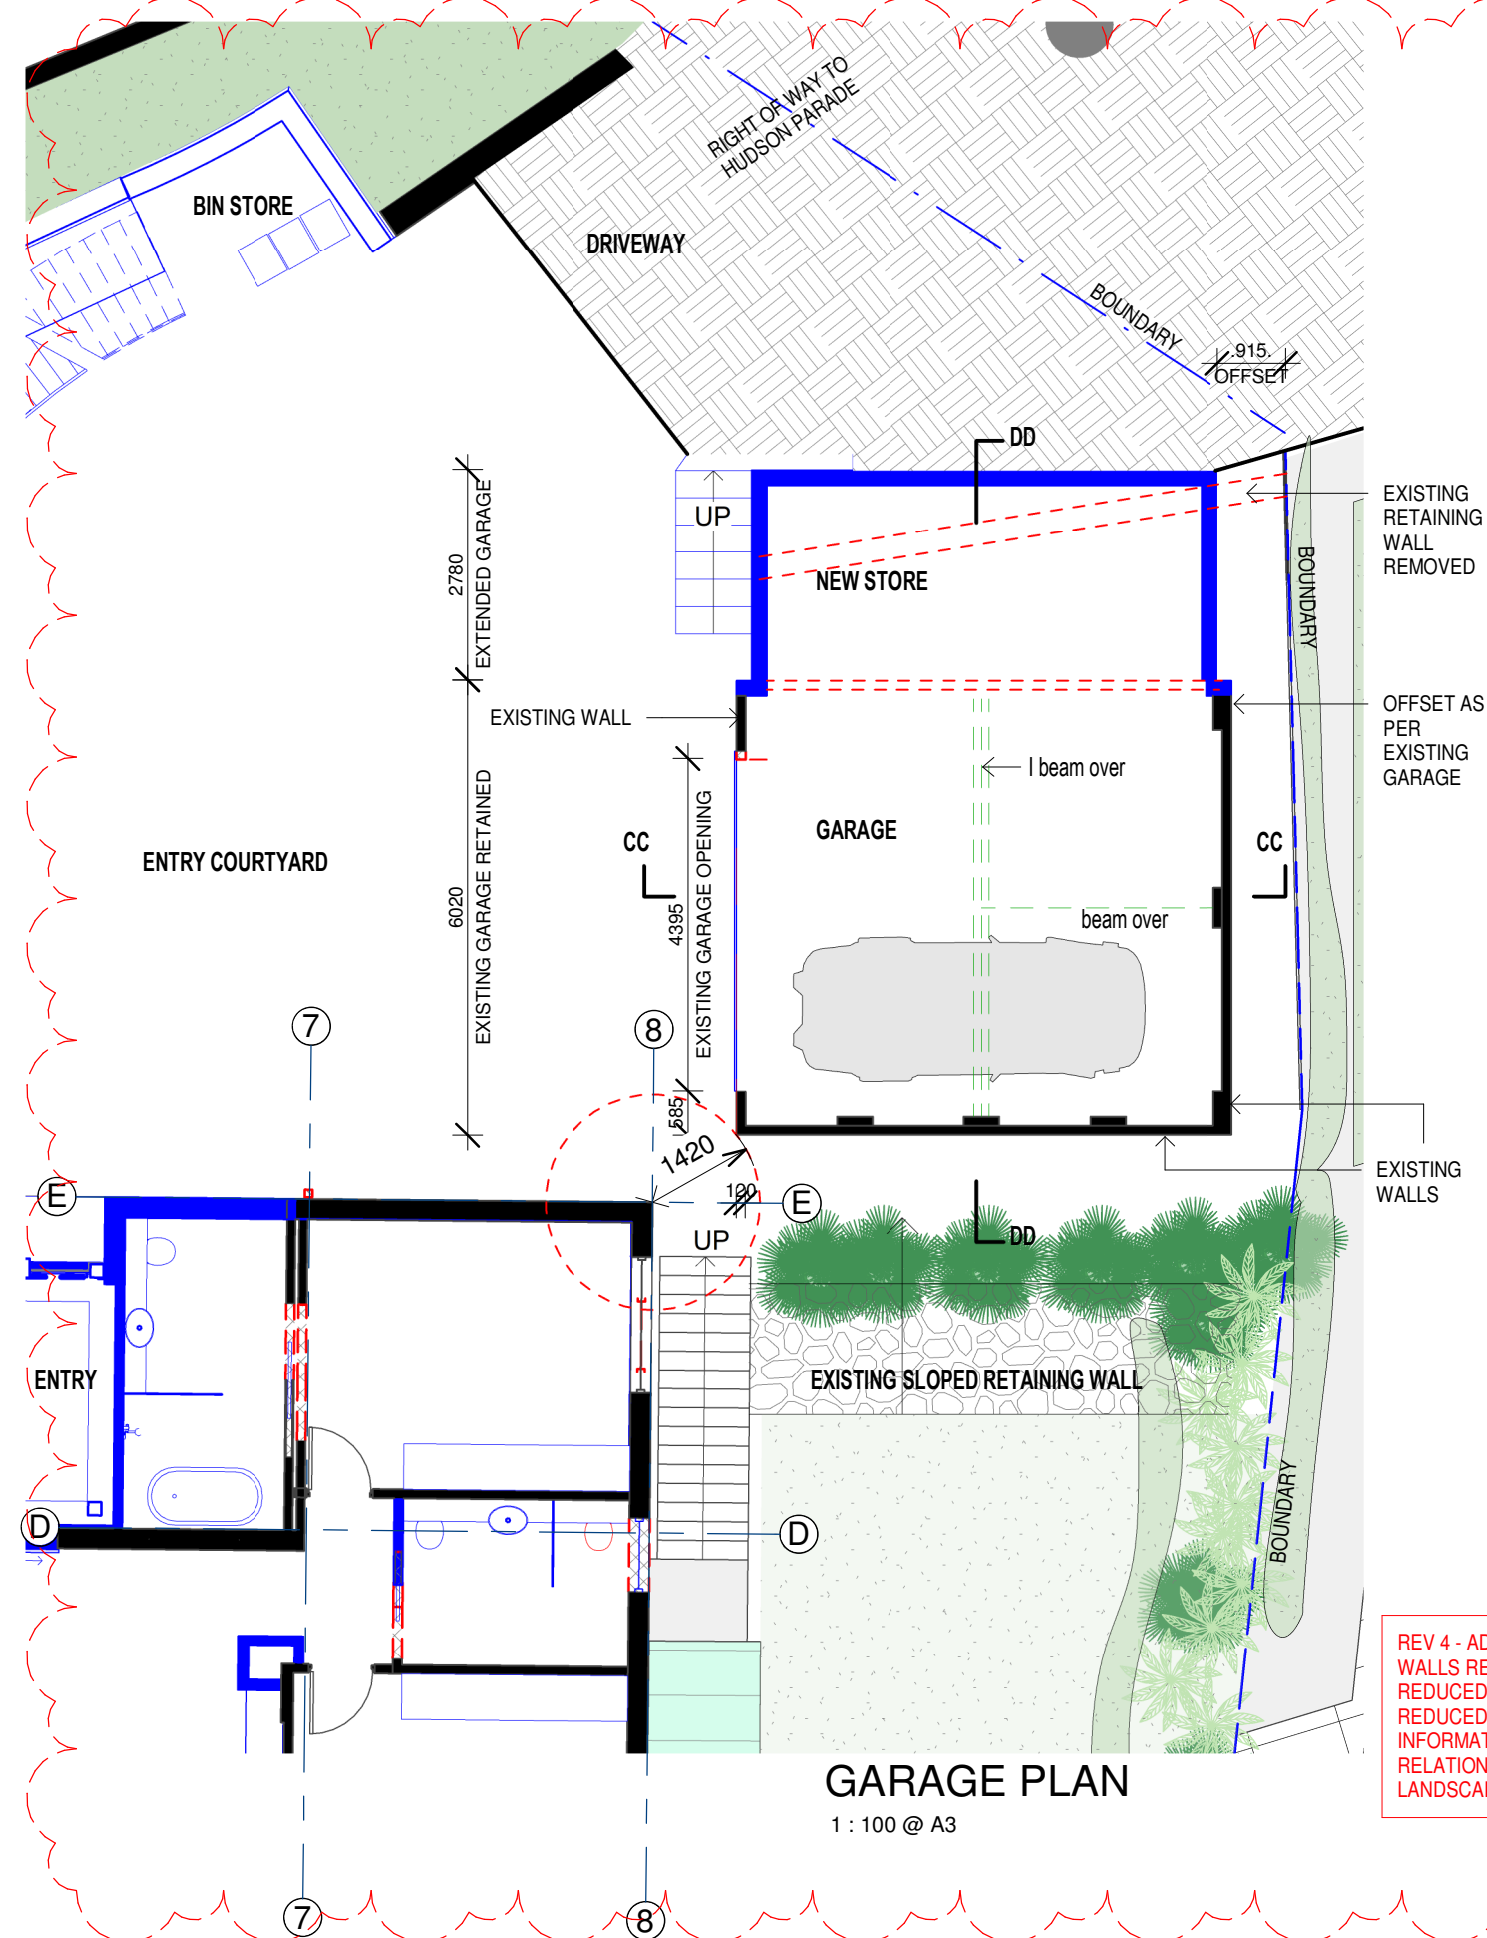 RIGHT OF WAY TO
HUDSON PARADE
BIN STORE
DRIVEWAY
BOUNDARY
.915.
OFFSET
DD
EXISTING
RETAINING
WALL
REMOVED
UP
2780
EXTENDED GARAGE
NEW STORE
BOUNDARY
EXISTING WALL
OFFSET AS
PER
EXISTING
GARAGE
I beam over
GARAGE
CC
CC
ENTRY COURTYARD
6020
EXISTING GARAGE RETAINED
4395
EXISTING GARAGE OPENING
beam over
7
8
585
1420
120
E
E
EXISTING
WALLS
UP
DD
ENTRY
EXISTING SLOPED RETAINING WALL
BOUNDARY
D
D
GARAGE PLAN
1 : 100 @ A3
REV 4 - AD
WALLS RE
REDUCED
REDUCED
INFORMAT
RELATION
LANDSCA
7
8